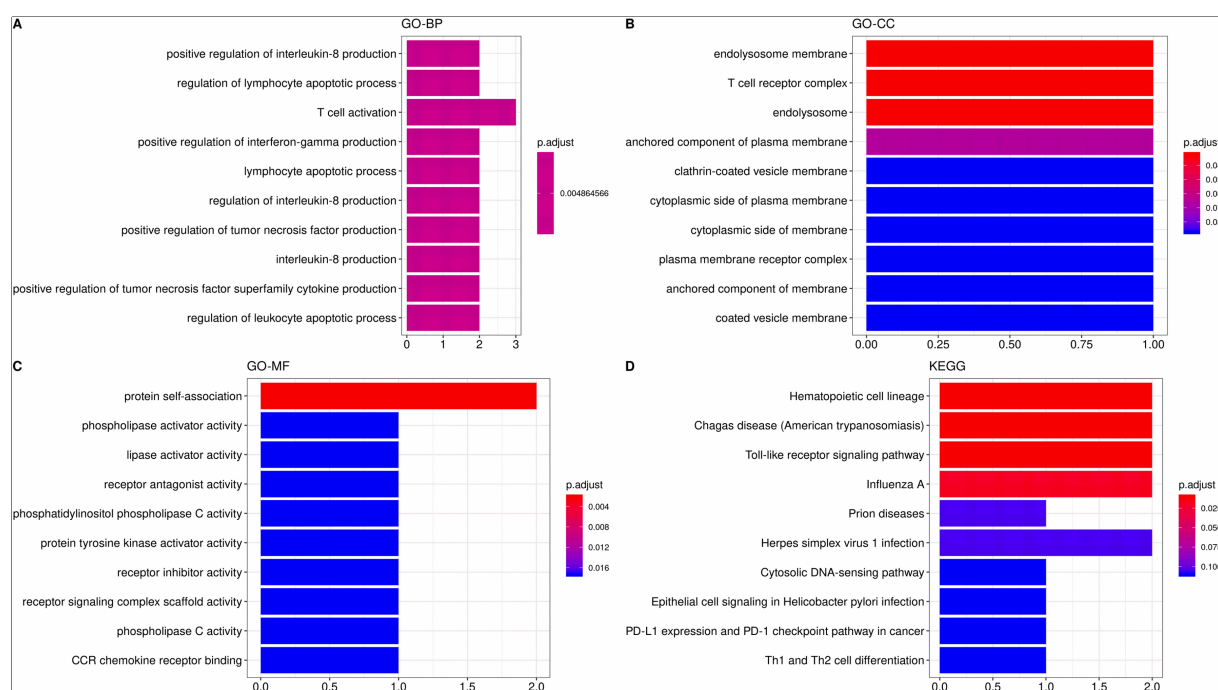 A
GO-BP
positive regulation of interleukin-8 production
regulation of lymphocyte apoptotic process
T cell activation
positive regulation of interferon-gamma production
lymphocyte apoptotic process
regulation of interleukin-8 production
positive regulation of tumor necrosis factor production
interleukin-8 production
positive regulation of tumor necrosis factor superfamily cytokine production
regulation of leukocyte apoptotic process
0 1 2 3
p.adjust
0.004864566
B
GO-CC
endolysosome membrane
T cell receptor complex
endolysosome
anchored component of plasma membrane
clathrin-coated vesicle membrane
cytoplasmic side of plasma membrane
cytoplasmic side of membrane
plasma membrane receptor complex
anchored component of membrane
coated vesicle membrane
0.00 0.25 0.50 0.75 1.00
p.adjust
C
GO-MF
protein self-association
phospholipase activator activity
lipase activator activity
receptor antagonist activity
phosphatidylinositol phospholipase C activity
protein tyrosine kinase activator activity
receptor inhibitor activity
receptor signaling complex scaffold activity
phospholipase C activity
CCR chemokine receptor binding
0.0 0.5 1.0 1.5 2.0
p.adjust
0.004
0.008
0.012
0.016
D
KEGG
Hematopoietic cell lineage
Chagas disease (American trypanosomiasis)
Toll-like receptor signaling pathway
Influenza A
Prion diseases
Herpes simplex virus 1 infection
Cytosolic DNA-sensing pathway
Epithelial cell signaling in Helicobacter pylori infection
PD-L1 expression and PD-1 checkpoint pathway in cancer
Th1 and Th2 cell differentiation
0.0 0.5 1.0 1.5 2.0
p.adjust
0.025
0.100